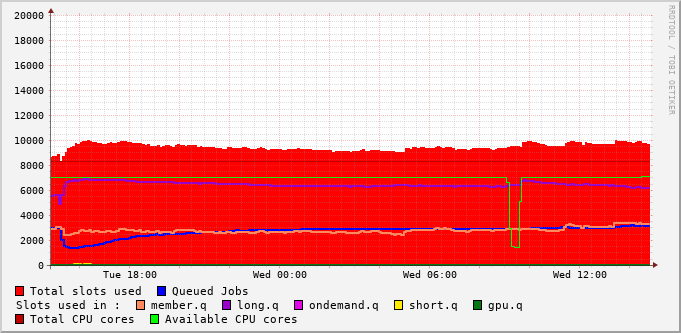 20000
18000
16000
14000
12000
10000
8000
6000
4000
2000
0
Tue 18:00 Wed 00:00 Wed 06:00 Wed 12:00
RRDTOOL / TOBI OETIKER
Total slots used Queued Jobs
Slots used in : member.q long.q ondemand.q short.q gpu.q
Total CPU cores Available CPU cores